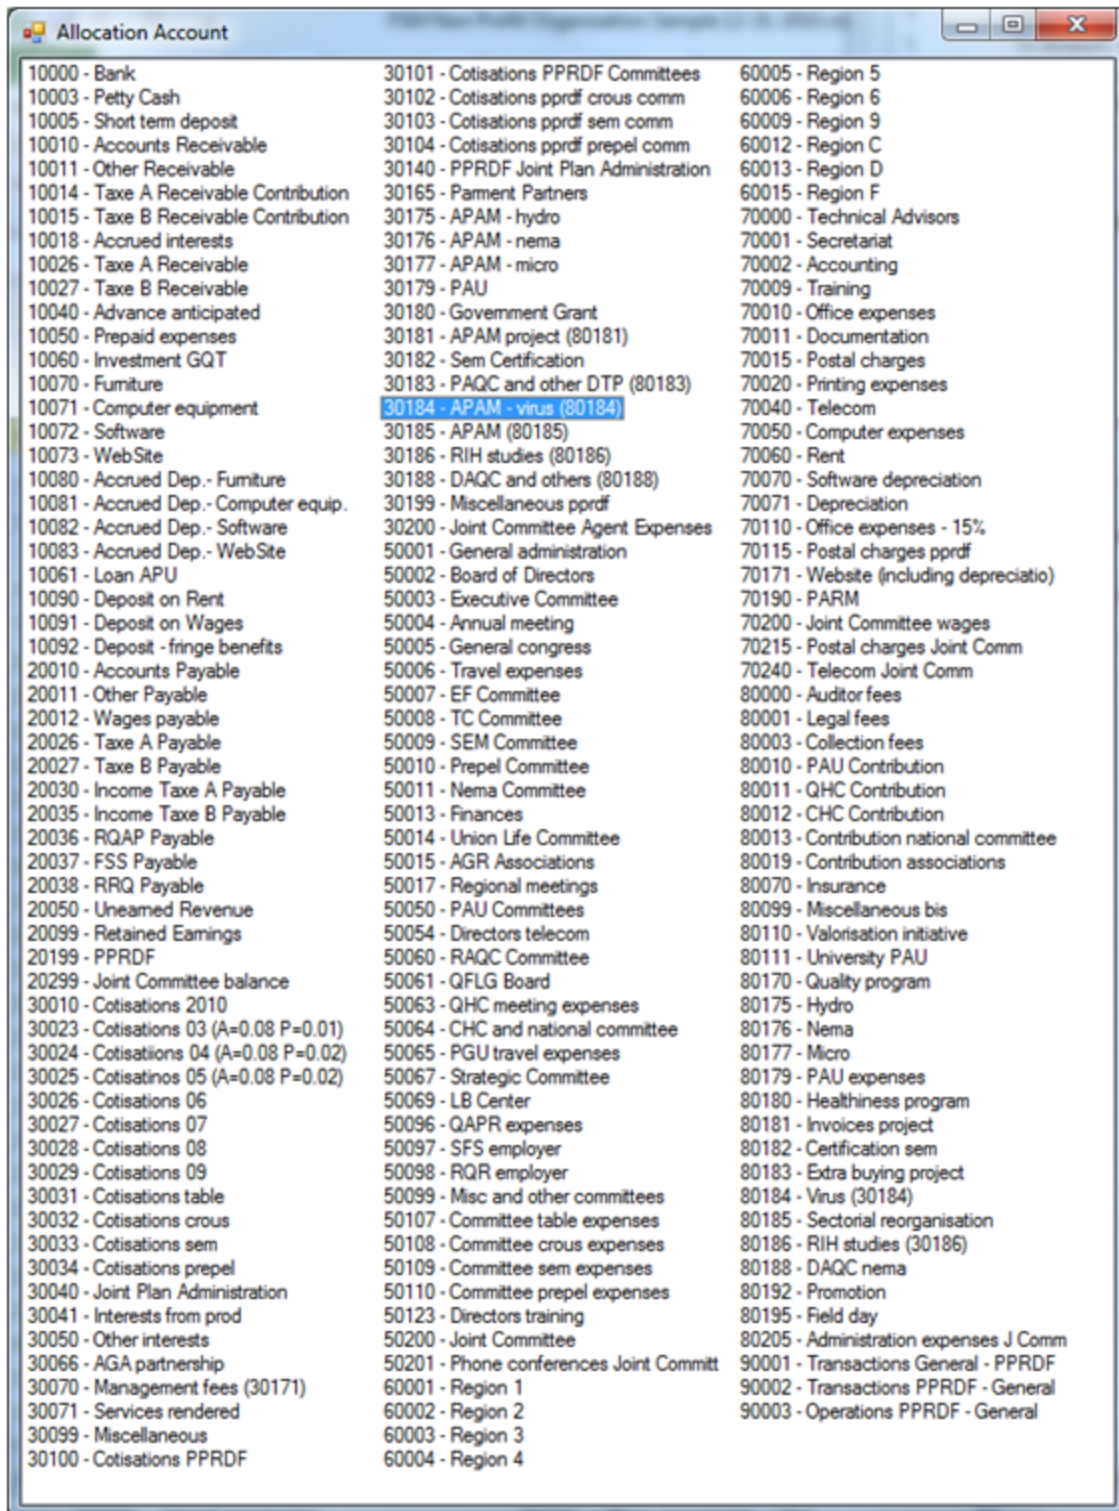 Allocation Account
10000 - Bank
10003 - Petty Cash
10005 - Short term deposit
10010 - Accounts Receivable
10011 - Other Receivable
10014 - Taxe A Receivable Contribution
10015 - Taxe B Receivable Contribution
10018 - Accrued interests
10026 - Taxe A Receivable
10027 - Taxe B Receivable
10040 - Advance anticipated
10050 - Prepaid expenses
10060 - Investment GQT
10070 - Furniture
10071 - Computer equipment
10072 - Software
10073 - WebSite
10080 - Accrued Dep.- Furniture
10081 - Accrued Dep.- Computer equip.
10082 - Accrued Dep.- Software
10083 - Accrued Dep.- WebSite
10061 - Loan APU
10090 - Deposit on Rent
10091 - Deposit on Wages
10092 - Deposit - fringe benefits
20010 - Accounts Payable
20011 - Other Payable
20012 - Wages payable
20026 - Taxe A Payable
20027 - Taxe B Payable
20030 - Income Taxe A Payable
20035 - Income Taxe B Payable
20036 - RQAP Payable
20037 - FSS Payable
20038 - RRQ Payable
20050 - Unearned Revenue
20099 - Retained Earnings
20199 - PPRDF
20299 - Joint Committee balance
30010 - Cotisations 2010
30023 - Cotisations 03 (A=0.08 P=0.01)
30024 - Cotisatiions 04 (A=0.08 P=0.02)
30025 - Cotisatinos 05 (A=0.08 P=0.02)
30026 - Cotisations 06
30027 - Cotisations 07
30028 - Cotisations 08
30029 - Cotisations 09
30031 - Cotisations table
30032 - Cotisations crous
30033 - Cotisations sem
30034 - Cotisations prepel
30040 - Joint Plan Administration
30041 - Interests from prod
30050 - Other interests
30066 - AGA partnership
30070 - Management fees (30171)
30071 - Services rendered
30099 - Miscellaneous
30100 - Cotisations PPRDF
30101 - Cotisations PPRDF Committees
30102 - Cotisations pprdf crous comm
30103 - Cotisations pprdf sem comm
30104 - Cotisations pprdf prepel comm
30140 - PPRDF Joint Plan Administration
30165 - Parment Partners
30175 - APAM - hydro
30176 - APAM - nema
30177 - APAM - micro
30179 - PAU
30180 - Government Grant
30181 - APAM project (80181)
30182 - Sem Certification
30183 - PAQC and other DTP (80183)
30184 - APAM - virus (80184)
30185 - APAM (80185)
30186 - RIH studies (80186)
30188 - DAQC and others (80188)
30199 - Miscellaneous pprdf
30200 - Joint Committee Agent Expenses
50001 - General administration
50002 - Board of Directors
50003 - Executive Committee
50004 - Annual meeting
50005 - General congress
50006 - Travel expenses
50007 - EF Committee
50008 - TC Committee
50009 - SEM Committee
50010 - Prepel Committee
50011 - Nema Committee
50013 - Finances
50014 - Union Life Committee
50015 - AGR Associations
50017 - Regional meetings
50050 - PAU Committees
50054 - Directors telecom
50060 - RAQC Committee
50061 - QFLG Board
50063 - QHC meeting expenses
50064 - CHC and national committee
50065 - PGU travel expenses
50067 - Strategic Committee
50069 - LB Center
50096 - QAPR expenses
50097 - SFS employer
50098 - RQR employer
50099 - Misc and other committees
50107 - Committee table expenses
50108 - Committee crous expenses
50109 - Committee sem expenses
50110 - Committee prepel expenses
50123 - Directors training
50200 - Joint Committee
50201 - Phone conferences Joint Committ
60001 - Region 1
60002 - Region 2
60003 - Region 3
60004 - Region 4
60005 - Region 5
60006 - Region 6
60009 - Region 9
60012 - Region C
60013 - Region D
60015 - Region F
70000 - Technical Advisors
70001 - Secretariat
70002 - Accounting
70009 - Training
70010 - Office expenses
70011 - Documentation
70015 - Postal charges
70020 - Printing expenses
70040 - Telecom
70050 - Computer expenses
70060 - Rent
70070 - Software depreciation
70071 - Depreciation
70110 - Office expenses - 15%
70115 - Postal charges pprdf
70171 - Website (including depreciatio)
70190 - PARM
70200 - Joint Committee wages
70215 - Postal charges Joint Comm
70240 - Telecom Joint Comm
80000 - Auditor fees
80001 - Legal fees
80003 - Collection fees
80010 - PAU Contribution
80011 - QHC Contribution
80012 - CHC Contribution
80013 - Contribution national committee
80019 - Contribution associations
80070 - Insurance
80099 - Miscellaneous bis
80110 - Valorisation initiative
80111 - University PAU
80170 - Quality program
80175 - Hydro
80176 - Nema
80177 - Micro
80179 - PAU expenses
80180 - Healthiness program
80181 - Invoices project
80182 - Certification sem
80183 - Extra buying project
80184 - Virus (30184)
80185 - Sectorial reorganisation
80186 - RIH studies (30186)
80188 - DAQC nema
80192 - Promotion
80195 - Field day
80205 - Administration expenses J Comm
90001 - Transactions General - PPRDF
90002 - Transactions PPRDF - General
90003 - Operations PPRDF - General